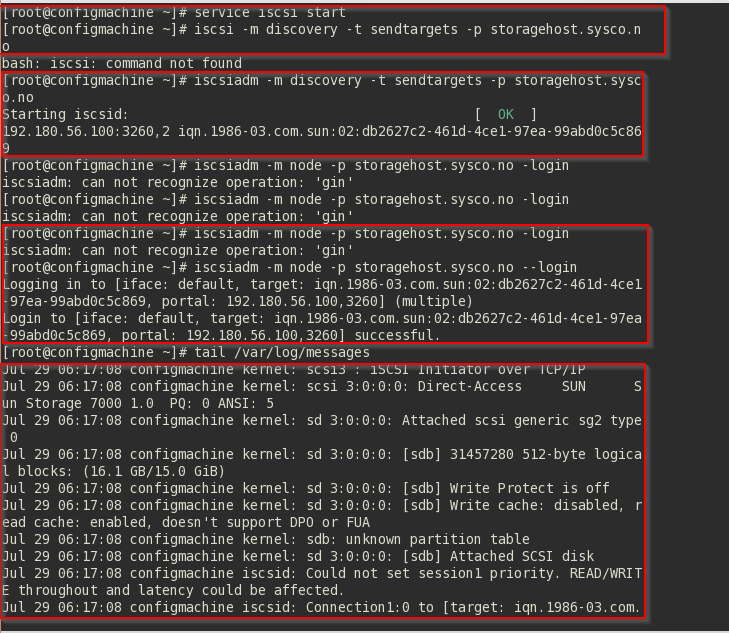 [root@configmachine ~]# service iscsi start
[root@configmachine ~]# iscsi -m discovery -t sendtargets -p storagehost.sysco.n
o
bash: iscsi: command not found
[root@configmachine ~]# iscsiadm -m discovery -t sendtargets -p storagehost.sysc
o.no
Starting iscsid:                                           [  OK  ]
192.180.56.100:3260,2 iqn.1986-03.com.sun:02:db2627c2-461d-4ce1-97ea-99abd0c5c86
9
[root@configmachine ~]# iscsiadm -m node -p storagehost.sysco.no -login
iscsiadm: can not recognize operation: 'gin'
[root@configmachine ~]# iscsiadm -m node -p storagehost.sysco.no -login
iscsiadm: can not recognize operation: 'gin'
[root@configmachine ~]# iscsiadm -m node -p storagehost.sysco.no -login
iscsiadm: can not recognize operation: 'gin'
[root@configmachine ~]# iscsiadm -m node -p storagehost.sysco.no --login
Logging in to [iface: default, target: iqn.1986-03.com.sun:02:db2627c2-461d-4ce1
-97ea-99abd0c5c869, portal: 192.180.56.100,3260] (multiple)
Login to [iface: default, target: iqn.1986-03.com.sun:02:db2627c2-461d-4ce1-97ea
-99abd0c5c869, portal: 192.180.56.100,3260] successful.
[root@configmachine ~]# tail /var/log/messages
Jul 29 06:17:08 configmachine kernel: scsi3 : iSCSI Initiator over TCP/IP
Jul 29 06:17:08 configmachine kernel: scsi 3:0:0:0: Direct-Access     SUN      S
un Storage 7000 1.0  PQ: 0 ANSI: 5
Jul 29 06:17:08 configmachine kernel: sd 3:0:0:0: Attached scsi generic sg2 type
 0
Jul 29 06:17:08 configmachine kernel: sd 3:0:0:0: [sdb] 31457280 512-byte logica
l blocks: (16.1 GB/15.0 GiB)
Jul 29 06:17:08 configmachine kernel: sd 3:0:0:0: [sdb] Write Protect is off
Jul 29 06:17:08 configmachine kernel: sd 3:0:0:0: [sdb] Write cache: disabled, r
ead cache: enabled, doesn't support DPO or FUA
Jul 29 06:17:08 configmachine kernel: sdb: unknown partition table
Jul 29 06:17:08 configmachine kernel: sd 3:0:0:0: [sdb] Attached SCSI disk
Jul 29 06:17:08 configmachine iscsid: Could not set session1 priority. READ/WRIT
E throughout and latency could be affected.
Jul 29 06:17:08 configmachine iscsid: Connection1:0 to [target: iqn.1986-03.com.